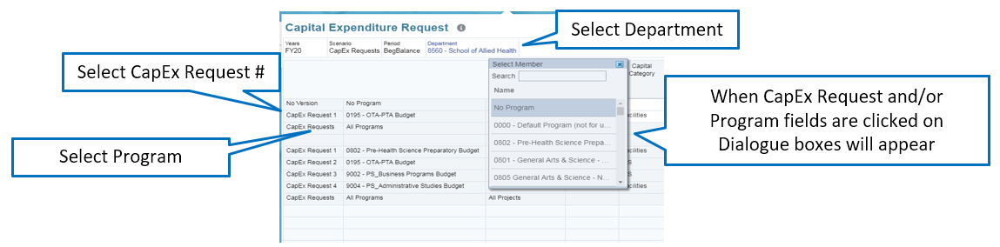 Capital Expenditure Request
Select Department
Years Scenario Period Department
FY20 CapEx Requests BegBalance 8560 - School of Allied Health
Select CapEx Request #
Select Member
Capital
Category
Search
Name
When CapEx Request and/or
Program fields are clicked on
Dialogue boxes will appear
No Version No Program
No Program
CapEx Request 1 0195 - OTA-PTA Budget
CapEx Requests All Programs
0000 - Default Program (not for u...
Select Program
0802 - Pre-Health Science Prepa...
CapEx Request 1 0802 - Pre-Health Science Preparatory Budget
CapEx Request 2 0195 - OTA-PTA Budget
0801 - General Arts & Science - ...
CapEx Request 3 9002 - PS_Business Programs Budget
0805 General Arts & Science - N...
CapEx Request 4 9004 - PS_Administrative Studies Budget
CapEx Requests All Programs All Projects